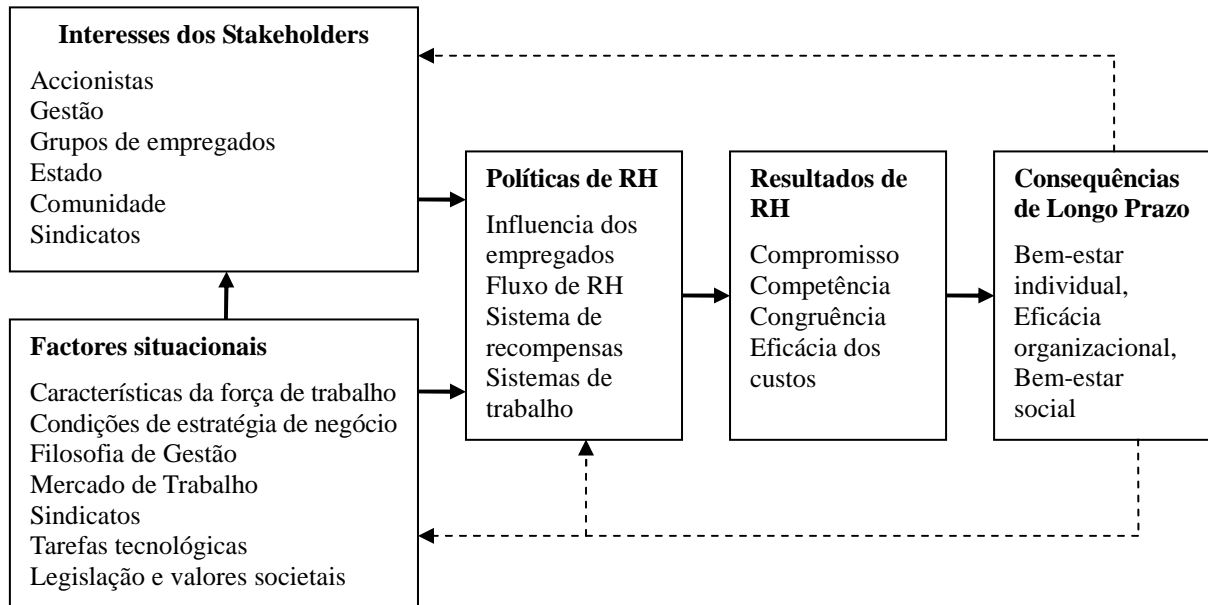 Interesses dos Stakeholders
Accionistas
Gestão
Grupos de empregados
Estado
Comunidade
Sindicatos
Factores situacionais
Características da força de trabalho
Condições de estratégia de negócio
Filosofia de Gestão
Mercado de Trabalho
Sindicatos
Tarefas tecnológicas
Legislação e valores societais
Políticas de RH
Influencia dos
empregados
Fluxo de RH
Sistema de
recompensas
Sistemas de
trabalho
Resultados de
RH
Compromisso
Competência
Congruência
Eficácia dos
custos
Consequências
de Longo Prazo
Bem-estar
individual,
Eficácia
organizacional,
Bem-estar
social